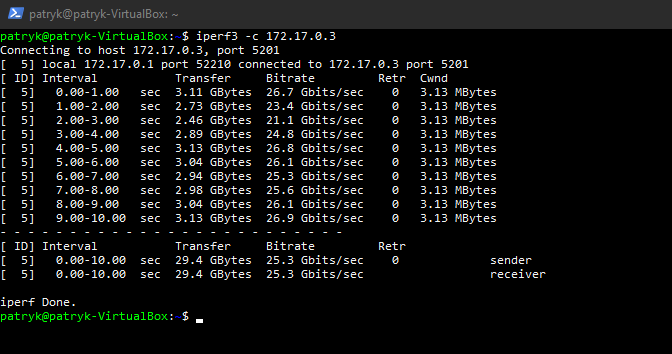 patryk@patryk-VirtualBox: ~
patryk@patryk-VirtualBox:~$ iperf3 -c 172.17.0.3
Connecting to host 172.17.0.3, port 5201
[  5] local 172.17.0.1 port 52210 connected to 172.17.0.3 port 5201
[ ID] Interval           Transfer     Bitrate         Retr  Cwnd
[  5]   0.00-1.00   sec  3.11 GBytes  26.7 Gbits/sec    0   3.13 MBytes
[  5]   1.00-2.00   sec  2.73 GBytes  23.4 Gbits/sec    0   3.13 MBytes
[  5]   2.00-3.00   sec  2.46 GBytes  21.1 Gbits/sec    0   3.13 MBytes
[  5]   3.00-4.00   sec  2.89 GBytes  24.8 Gbits/sec    0   3.13 MBytes
[  5]   4.00-5.00   sec  3.13 GBytes  26.8 Gbits/sec    0   3.13 MBytes
[  5]   5.00-6.00   sec  3.04 GBytes  26.1 Gbits/sec    0   3.13 MBytes
[  5]   6.00-7.00   sec  2.94 GBytes  25.3 Gbits/sec    0   3.13 MBytes
[  5]   7.00-8.00   sec  2.98 GBytes  25.6 Gbits/sec    0   3.13 MBytes
[  5]   8.00-9.00   sec  3.04 GBytes  26.1 Gbits/sec    0   3.13 MBytes
[  5]   9.00-10.00  sec  3.13 GBytes  26.9 Gbits/sec    0   3.13 MBytes
- - - - - - - - - - - - - - - - - - - - - - - - -
[ ID] Interval           Transfer     Bitrate         Retr
[  5]   0.00-10.00  sec  29.4 GBytes  25.3 Gbits/sec    0             sender
[  5]   0.00-10.00  sec  29.4 GBytes  25.3 Gbits/sec                  receiver
iperf Done.
patryk@patryk-VirtualBox:~$